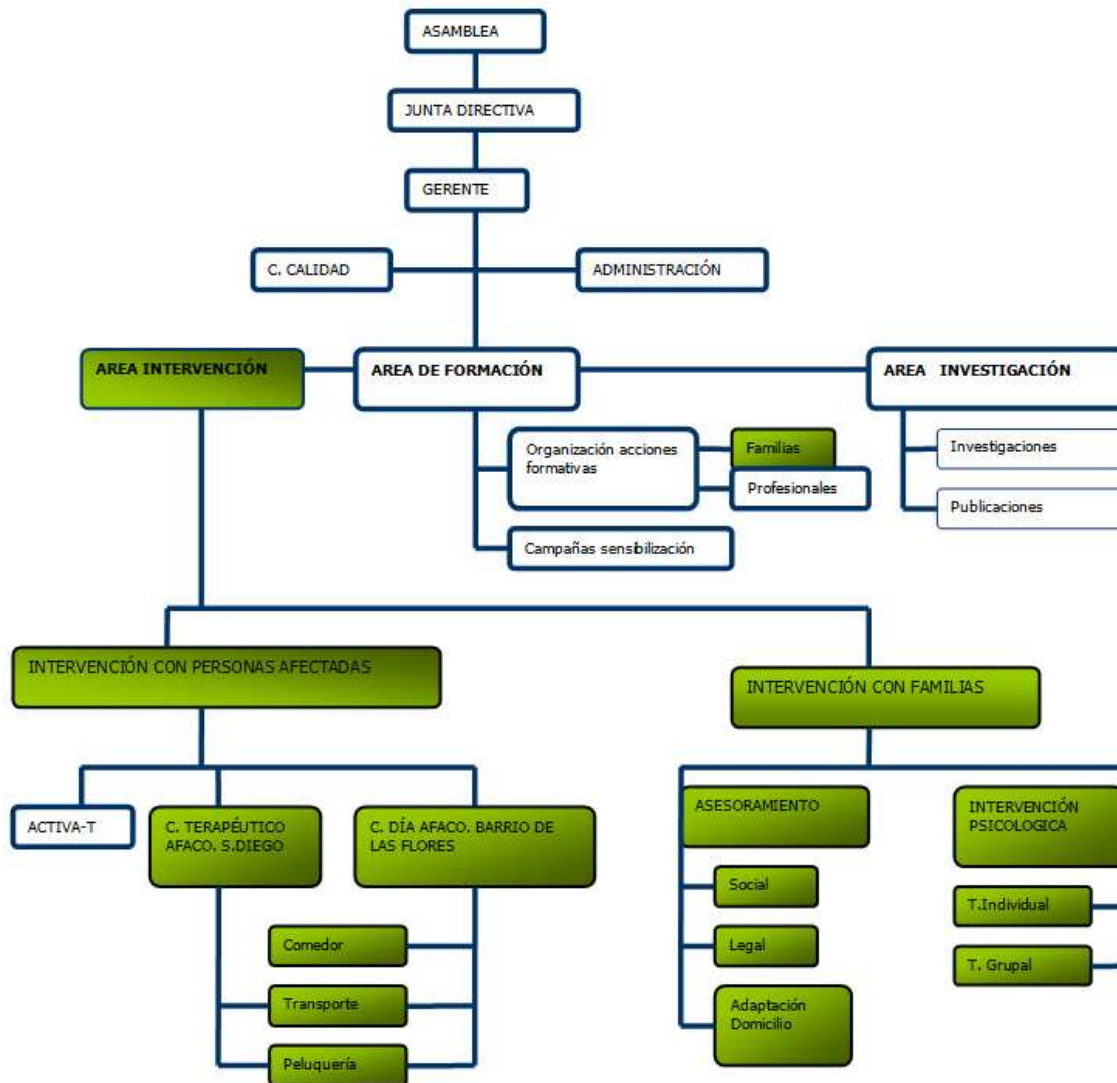 ASAMBLEA
JUNTA DIRECTIVA
GERENTE
C. CALIDAD
ADMINISTRACIÓN
AREA INTERVENCIÓN
AREA DE FORMACIÓN
AREA INVESTIGACIÓN
Organización acciones
formativas
Familias
Profesionales
Campañas sensibilización
Investigaciones
Publicaciones
INTERVENCIÓN CON PERSONAS AFECTADAS
INTERVENCIÓN CON FAMILIAS
ACTIVA-T
C. TERAPÉUTICO
AFACO. S.DIEGO
C. DÍA AFACO. BARRIO DE
LAS FLORES
Comedor
Transporte
Peluquería
ASESORAMIENTO
Social
Legal
Adaptación
Domicilio
INTERVENCIÓN
PSICOLOGICA
T.Individual
T. Grupal